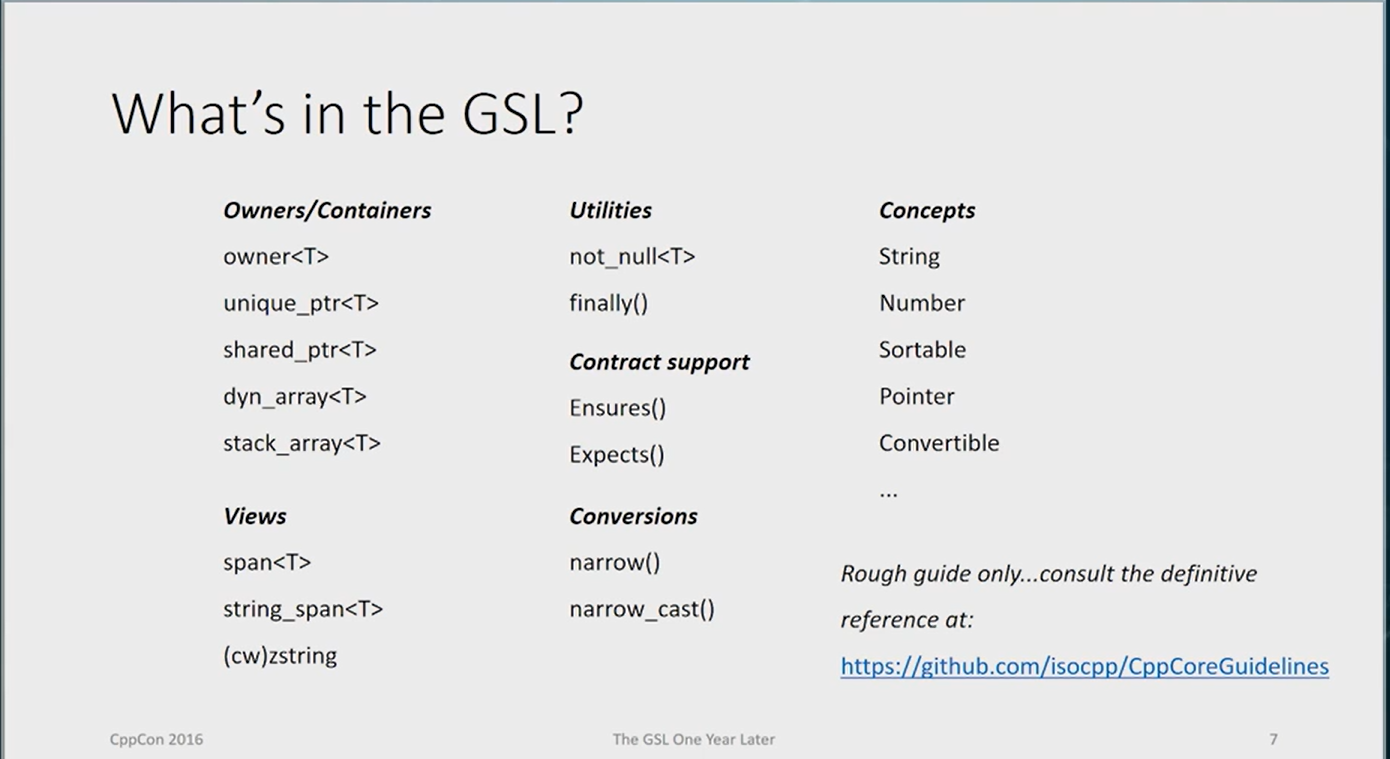 What's in the GSL?
Owners/Containers
owner<T>
unique_ptr<T>
shared_ptr<T>
dyn_array<T>
stack_array<T>
Views
span<T>
string_span<T>
(cw)zstring
Utilities
not_null<T>
finally()
Contract support
Ensures()
Expects()
Conversions
narrow()
narrow_cast()
Concepts
String
Number
Sortable
Pointer
Convertible
...
Rough guide only...consult the definitive
reference at:
https://github.com/isocpp/CppCoreGuidelines
CppCon 2016
The GSL One Year Later
7